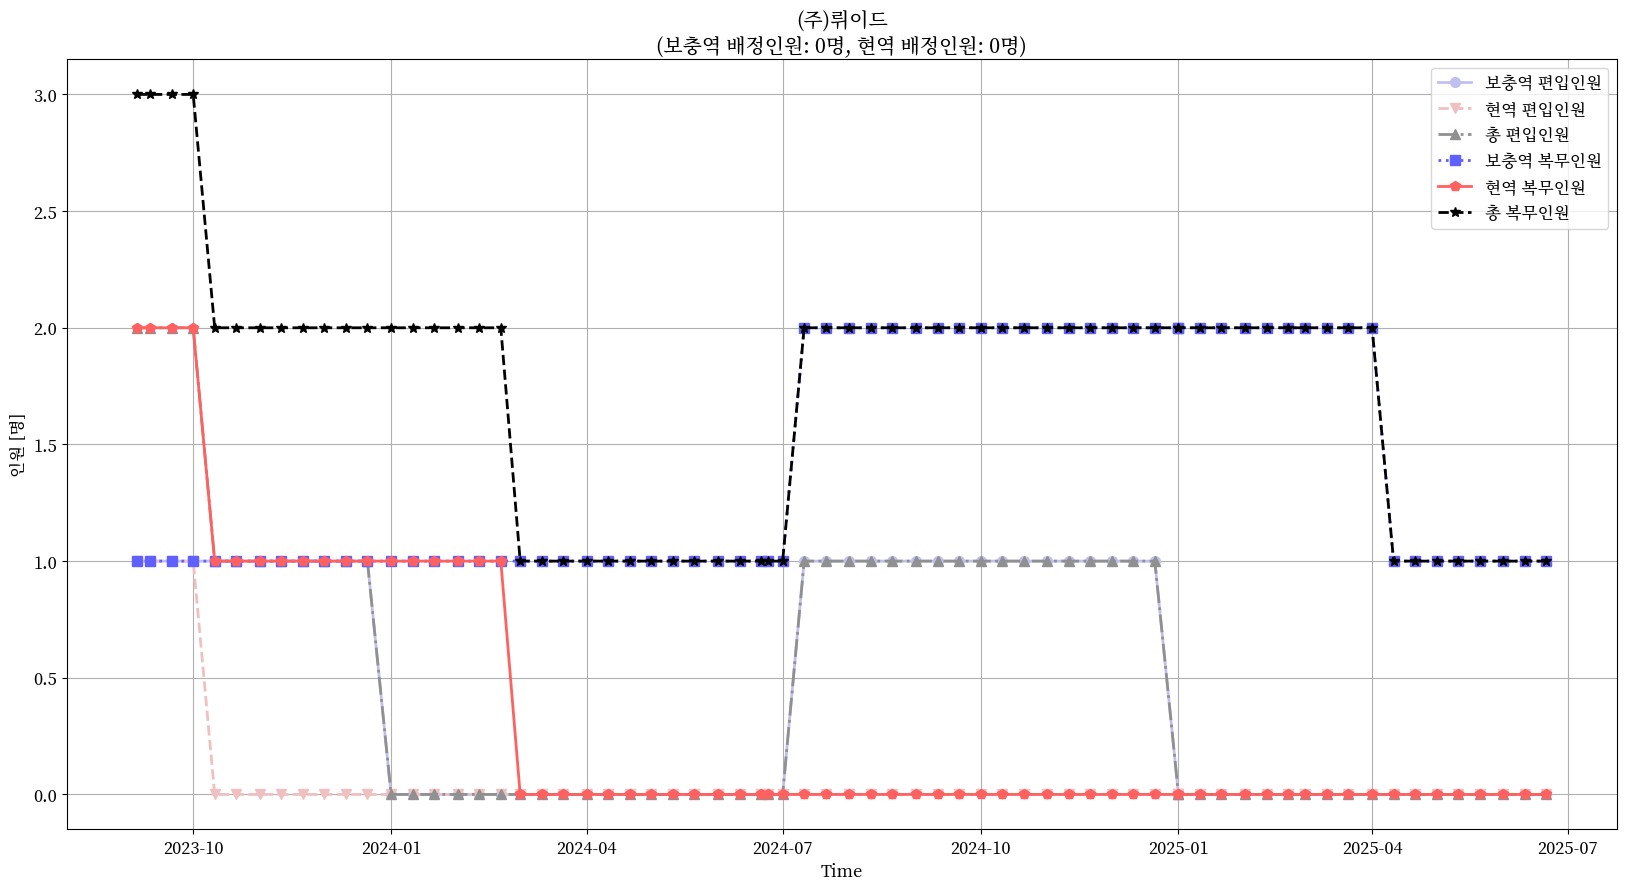 (주)뤼이드
(보충역 배정인원: 0명, 현역 배정인원: 0명)
보충역 편입인원
현역 편입인원
총 편입인원
보충역 복무인원
현역 복무인원
총 복무인원
인원 [명]
3.0
2.5
2.0
1.5
1.0
0.5
0.0
2023-10 2024-01 2024-04 2024-07 2024-10 2025-01 2025-04 2025-07
Time